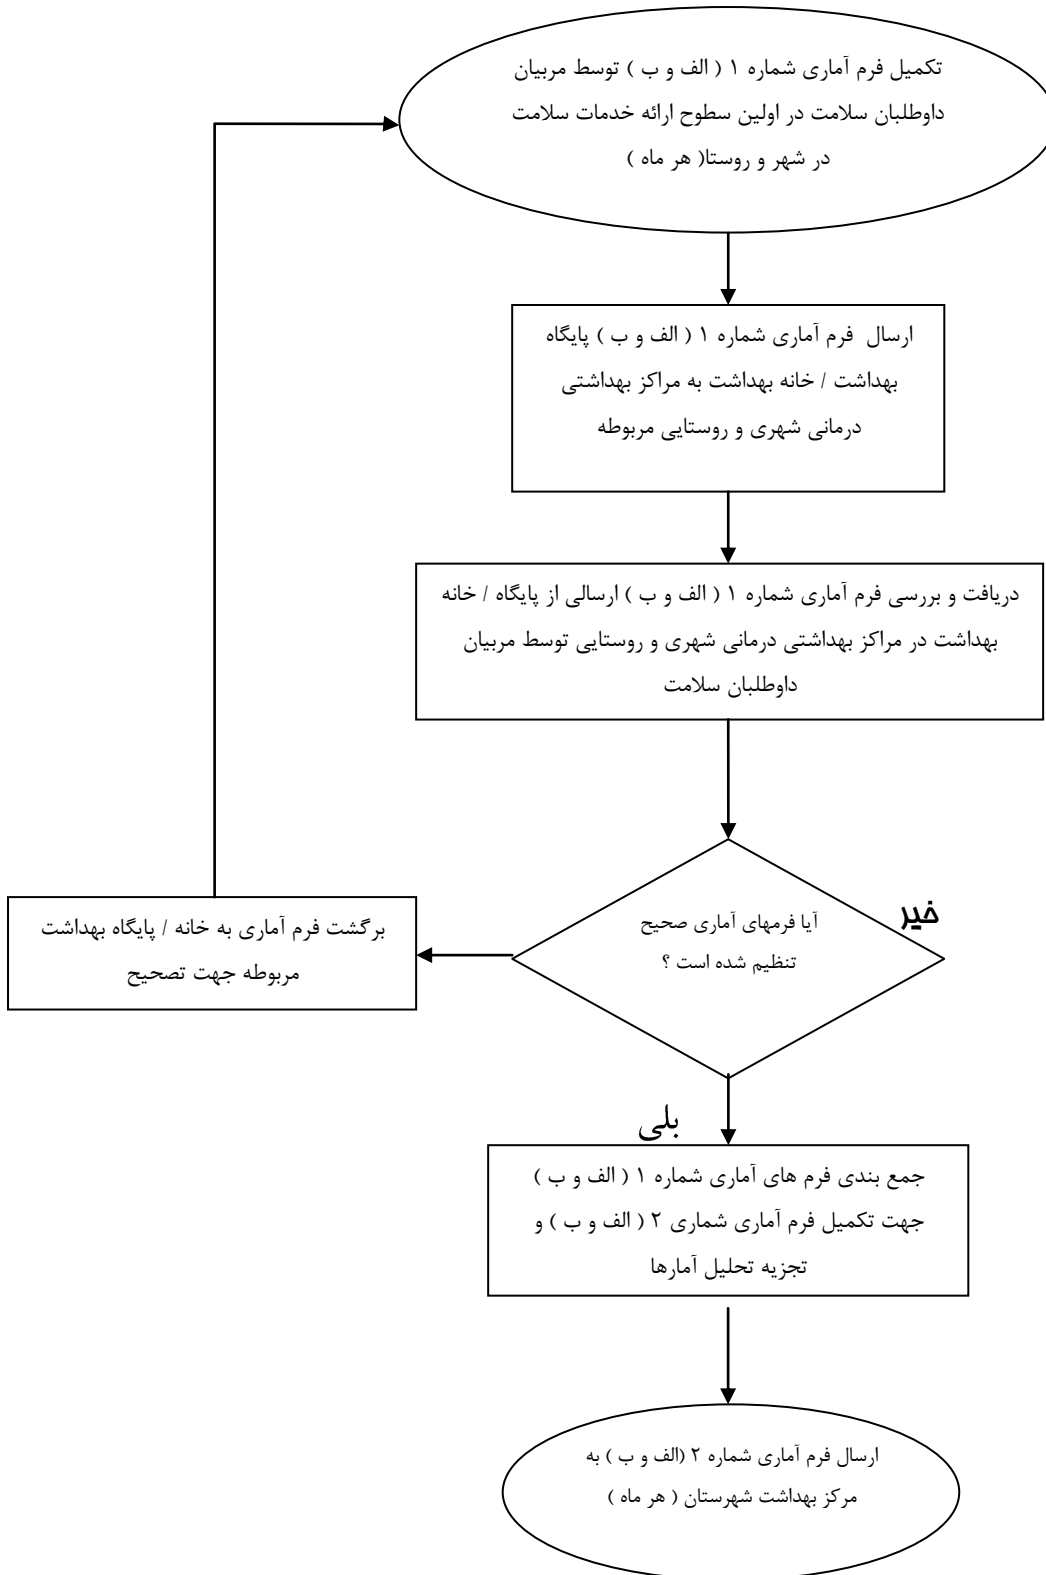 تکمیل فرم آماری شماره ۱ ( الف و ب ) توسط مربیان
داوطلبان سلامت در اولین سطوح ارائه خدمات سلامت
در شهر و روستا( هر ماه )
ارسال فرم آماری شماره ۱ ( الف و ب ) پایگاه
بهداشت / خانه بهداشت به مراکز بهداشتی
درمانی شهری و روستایی مربوطه
دریافت و بررسی فرم آماری شماره ۱ ( الف و ب ) ارسالی از پایگاه / خانه
بهداشت در مراکز بهداشتی درمانی شهری و روستایی توسط مربیان
داوطلبان سلامت
آیا فرمهای آماری صحیح
تنظیم شده است ؟
خیر
برگشت فرم آماری به خانه / پایگاه بهداشت
مربوطه جهت تصحیح
بلی
جمع بندی فرم های آماری شماره ۱ ( الف و ب )
جهت تکمیل فرم آماری شماری ۲ ( الف و ب ) و
تجزیه تحلیل آمارها
ارسال فرم آماری شماره ۲ (الف و ب ) به
مرکز بهداشت شهرستان ( هر ماه )